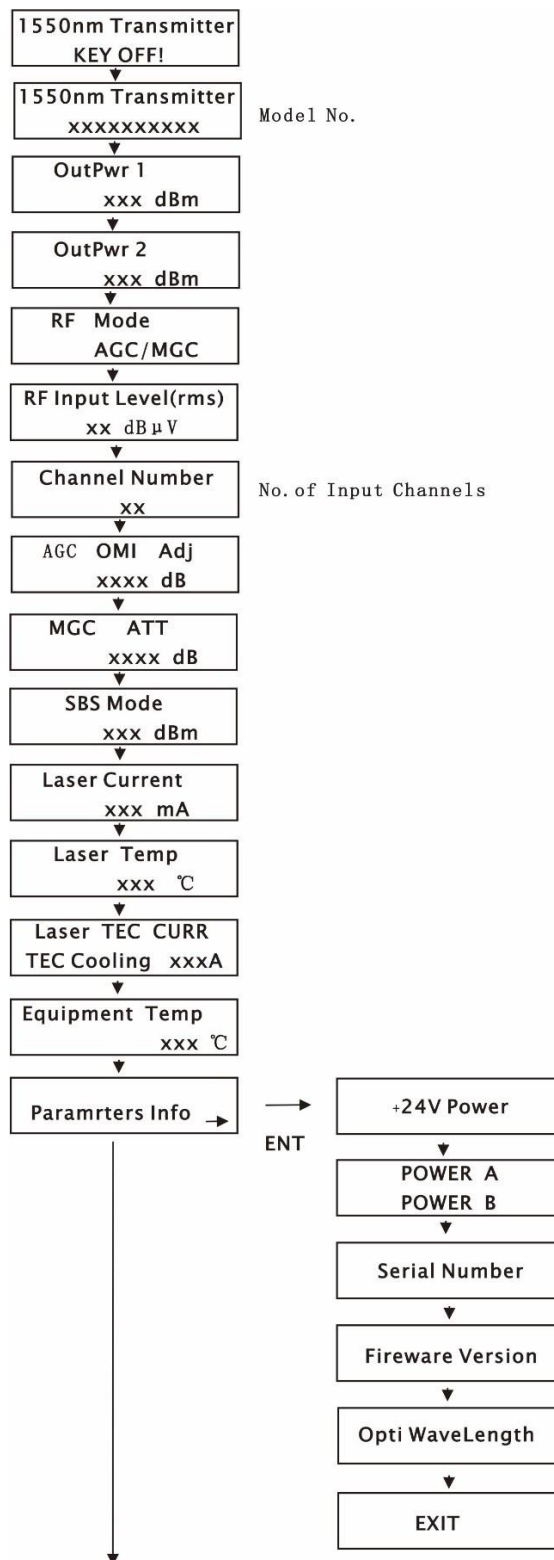 1550nm Transmitter
KEY OFF!
1550nm Transmitter
xxxxxxxxxx
Model No.
OutPwr 1
xxx dBm
OutPwr 2
xxx dBm
RF Mode
AGC/MGC
RF Input Level(rms)
xx dBμV
Channel Number
xx
No. of Input Channels
AGC OMI Adj
xxxx dB
MGC ATT
xxxx dB
SBS Mode
xxx dBm
Laser Current
xxx mA
Laser Temp
xxx ℃
Laser TEC CURR
TEC Cooling xxxA
Equipment Temp
xxx ℃
Paramrters Info
ENT
+24V Power
POWER A
POWER B
Serial Number
Fireware Version
Opti WaveLength
EXIT